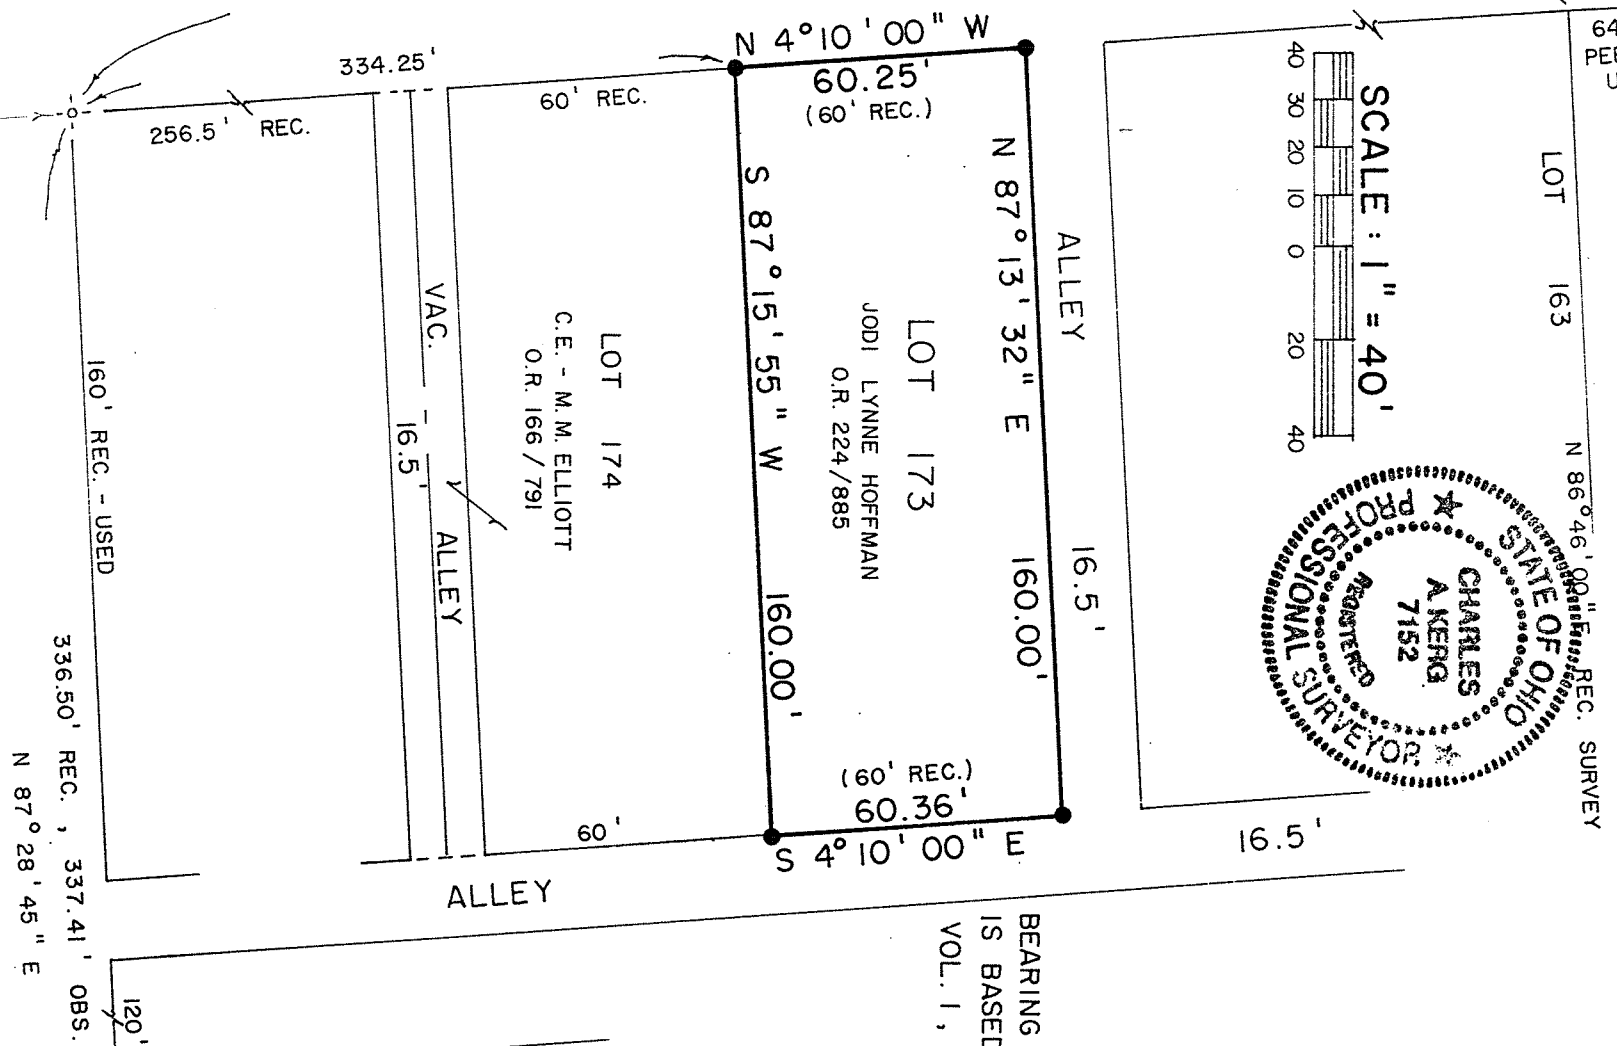 N 4°10'00" W
60.25'
(60' REC.)
334.25'
256.5' REC.
60' REC.
S 87°15'55" W 160.00'
N 87°13'32" E 160.00'
LOT 173
JODI LYNNE HOFFMAN
O.R. 224/885
(60' REC.)
60.36'
S 4°10'00" E
ALLEY 16.5'
LOT 174
C.E. - M.M. ELLIOTT
O.R. 166/791
60'
VAC. - ALLEY
16.5'
160' REC. - USED
336.50' REC., 337.41' OBS.
N 87°28'45" E
ALLEY
16.5'
120'
BEARING
IS BASED
VOL. 1,
SCALE: 1" = 40'
40 30 20 10 0 20 40
LOT 163
N 86°46'00" E REC. SURVEY
64
STATE OF OHIO
CHARLES
A. KERG
7152
REGISTERED
PROFESSIONAL SURVEYOR